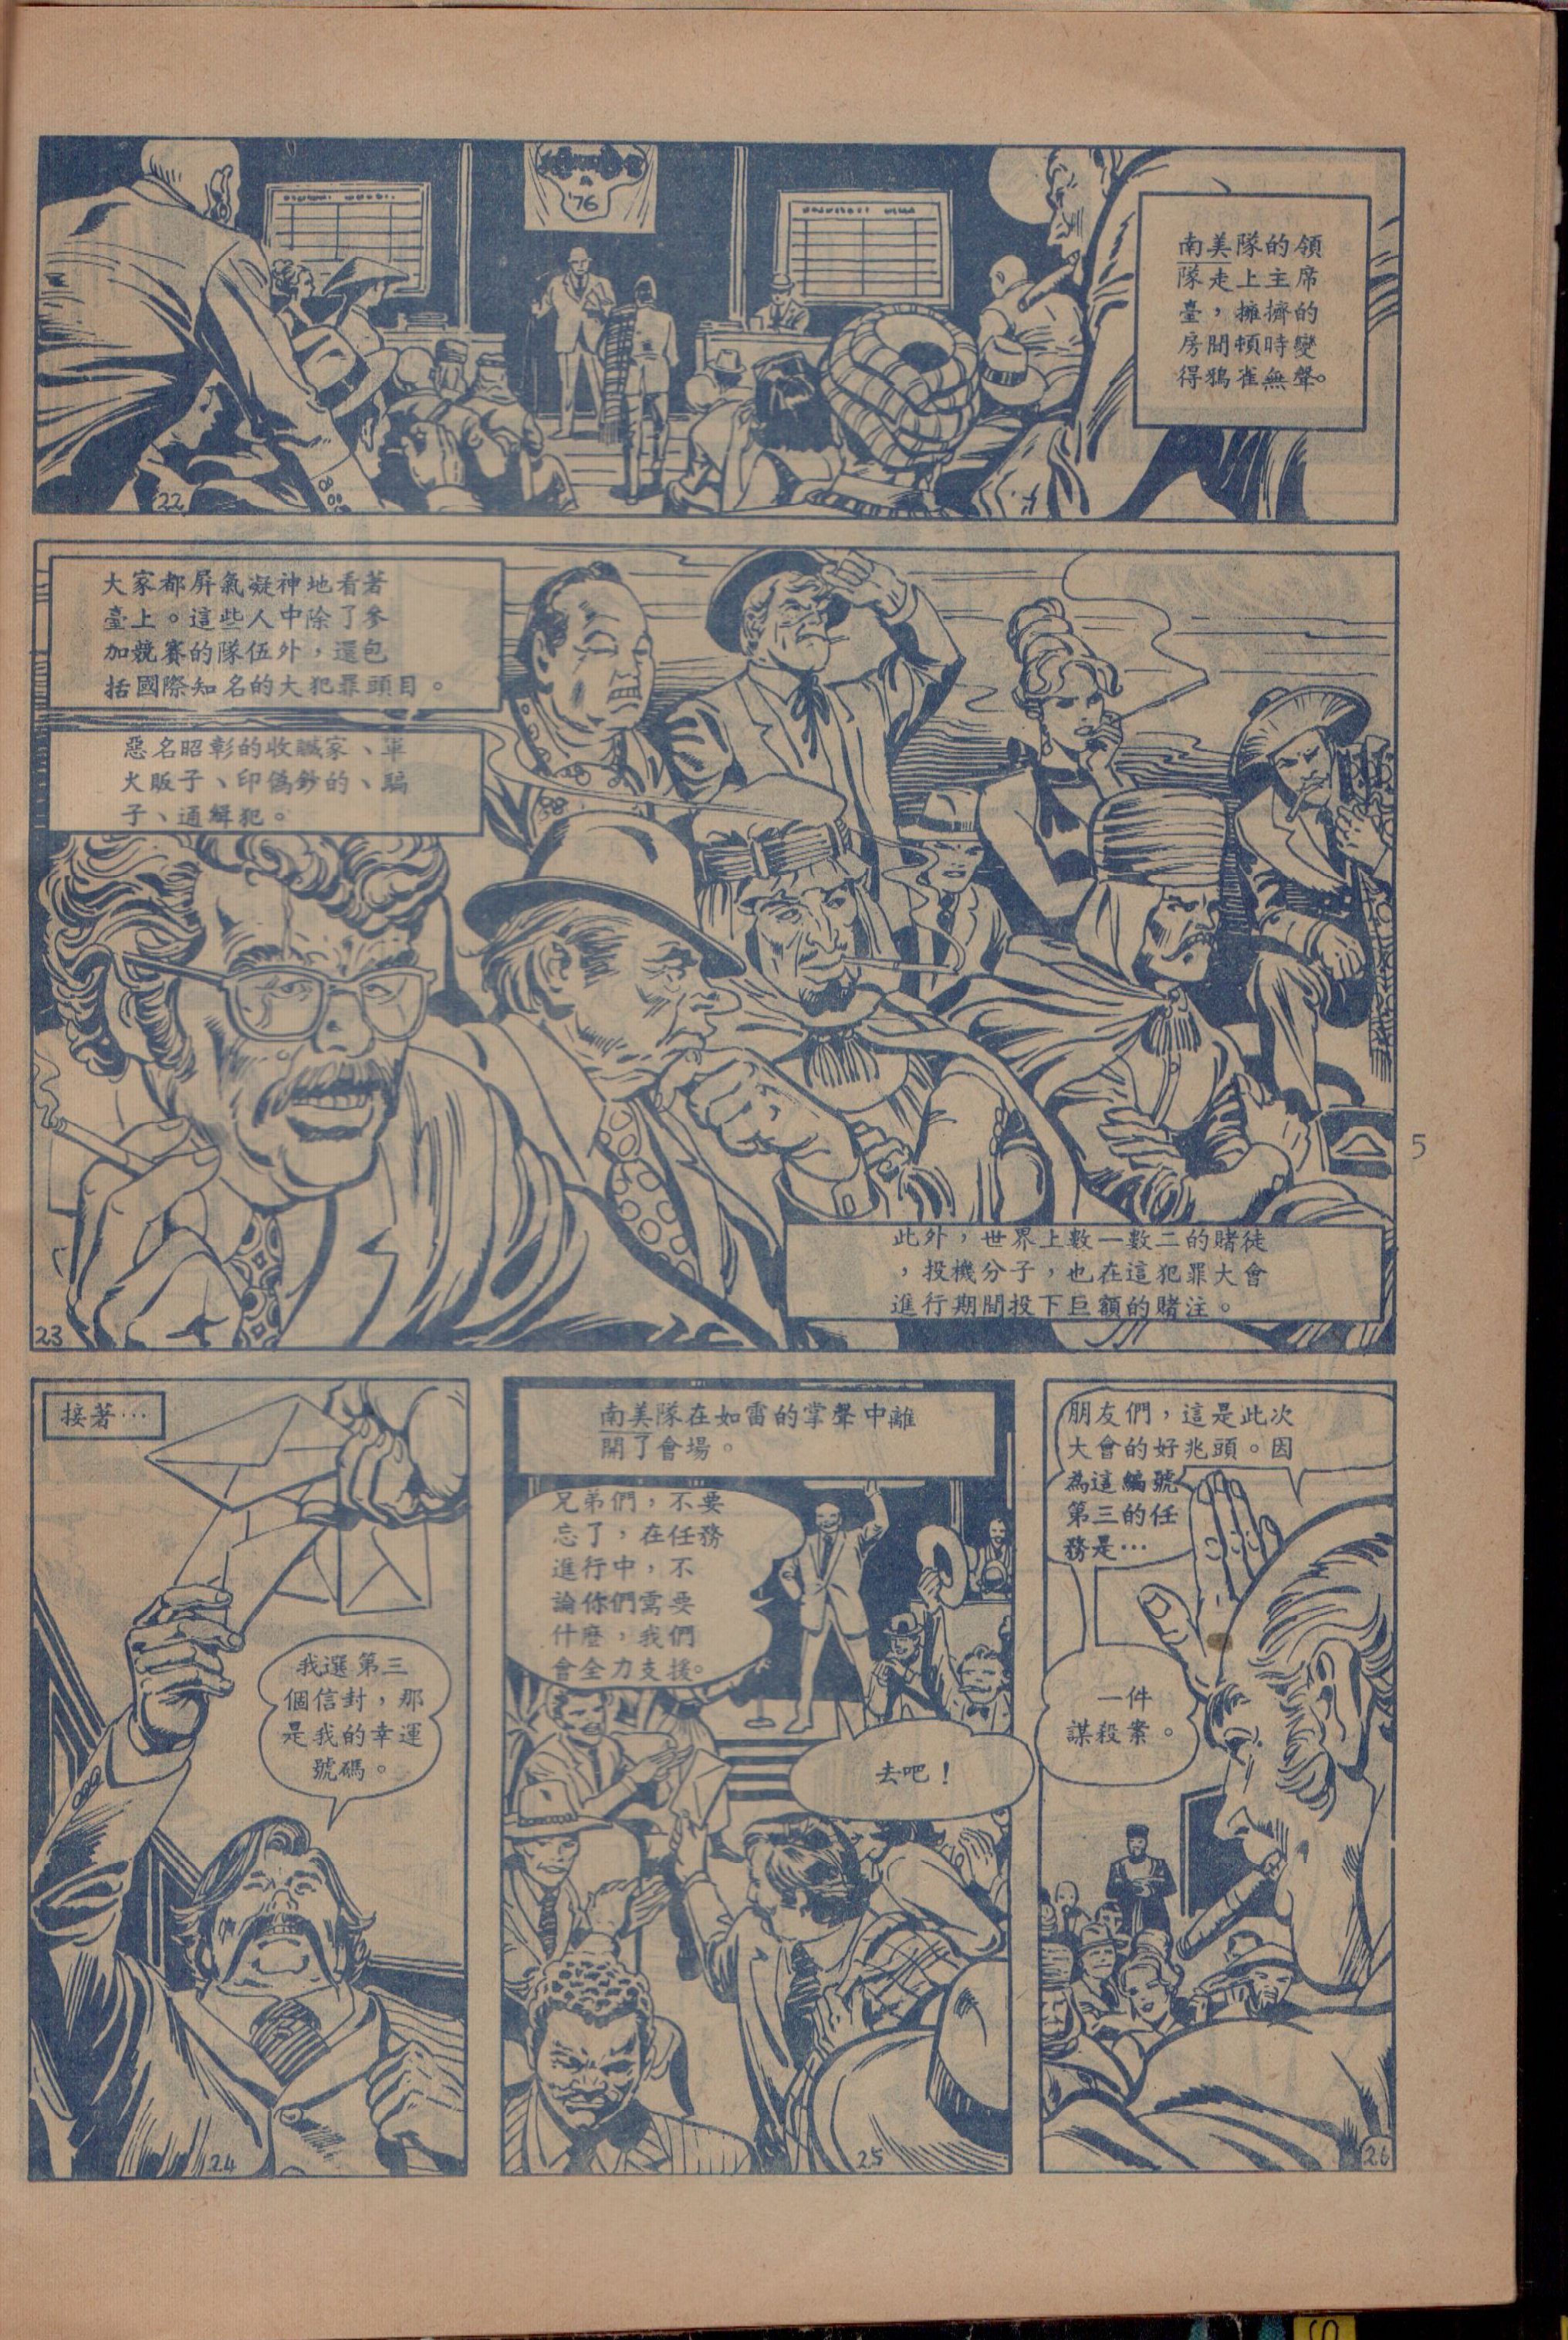 '76
南美隊的領
隊走上主席
臺，擁擠的
房間頓時變
得鴉雀無聲。
22
大家都屏氣凝神地看著
臺上。這些人中除了參
加競賽的隊伍外，還包
括國際知名的大犯罪頭目。
惡名昭彰的收贓家、軍
火販子、印偽鈔的、騙
子、通緝犯。
此外，世界上數一數二的賭徒
，投機分子，也在這犯罪大會
進行期間投下巨額的賭注。
23
5
接著…
我選第三
個信封，那
是我的幸運
號碼。
24
南美隊在如雷的掌聲中離
開了會場。
兄弟們，不要
忘了，在任務
進行中，不
論你們需要
什麼，我們
會全力支援。
去吧！
25
朋友們，這是此次
大會的好兆頭。因
為這編號
第三的任
務是…
一件
謀殺案。
26